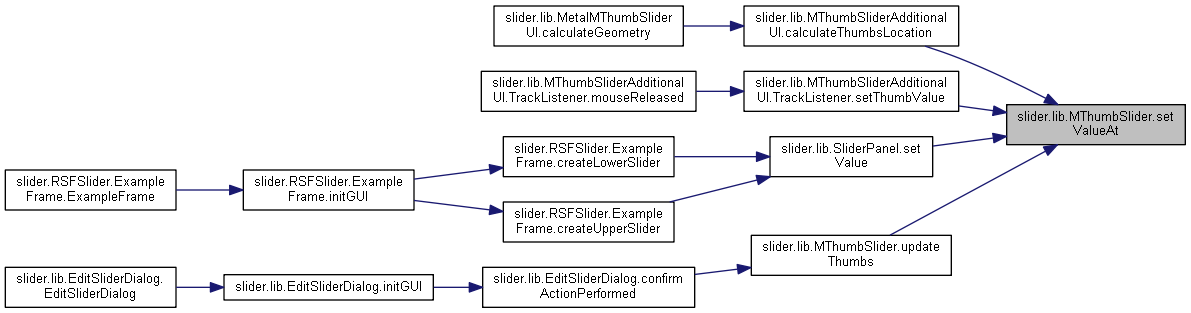 slider.lib.MetalMThumbSlider
UI.calculateGeometry
slider.lib.MThumbSliderAdditional
UI.calculateThumbsLocation
slider.lib.MThumbSliderAdditional
UI.TrackListener.mouseReleased
slider.lib.MThumbSliderAdditional
UI.TrackListener.setThumbValue
slider.lib.MThumbSlider.set
ValueAt
slider.RSFSlider.Example
Frame.createLowerSlider
slider.lib.SliderPanel.set
Value
slider.RSFSlider.Example
Frame.ExampleFrame
slider.RSFSlider.Example
Frame.initGUI
slider.RSFSlider.Example
Frame.createUpperSlider
slider.lib.MThumbSlider.update
Thumbs
slider.lib.EditSliderDialog.
EditSliderDialog
slider.lib.EditSliderDialog.initGUI
slider.lib.EditSliderDialog.confirm
ActionPerformed